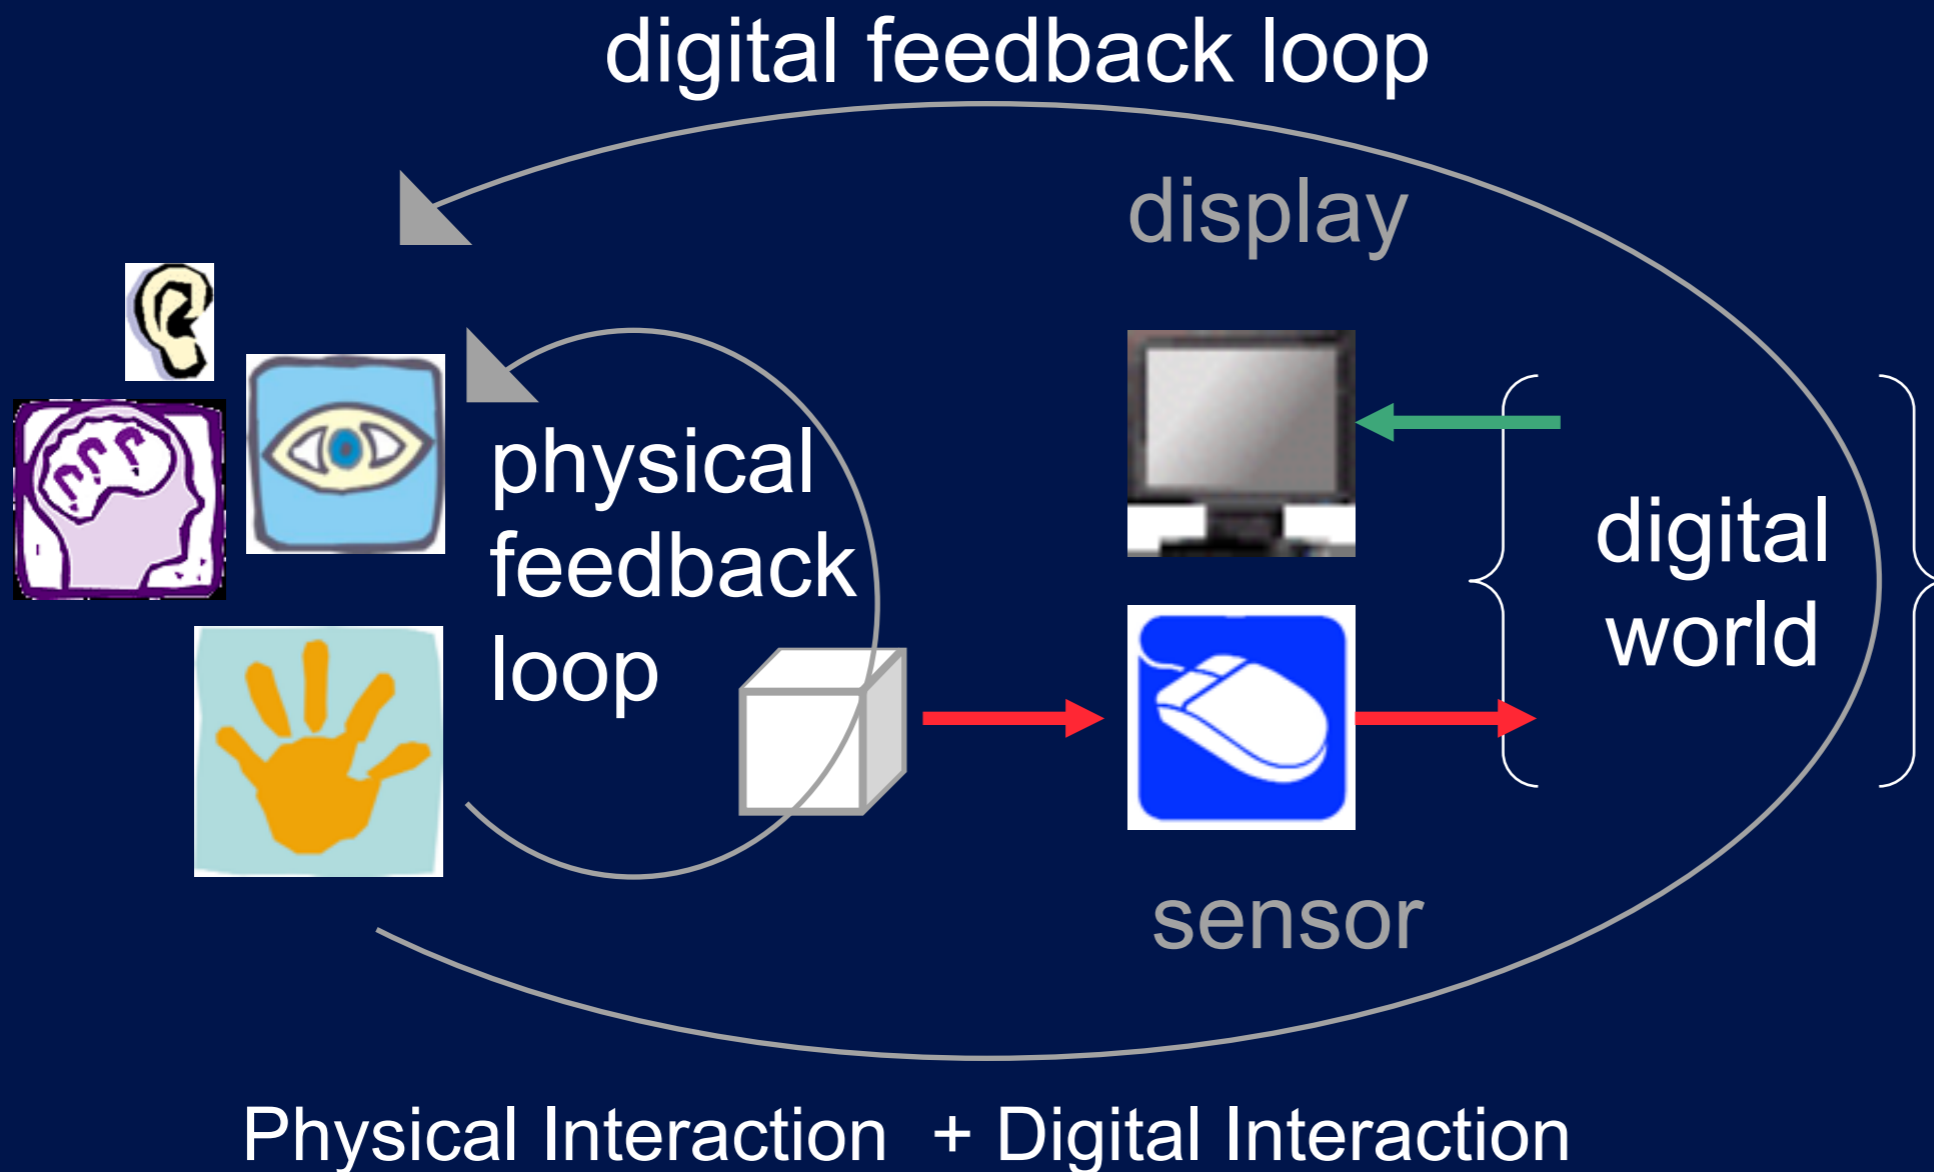 digital feedback loop
display
physical
feedback
loop
digital
world
sensor
Physical Interaction + Digital Interaction